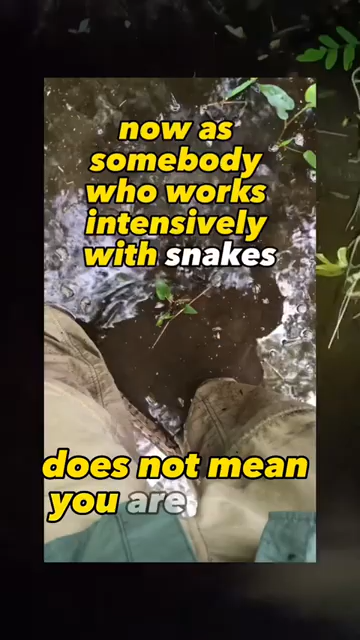 now as
somebody
who works
intensively
with snakes
does not mean
you are